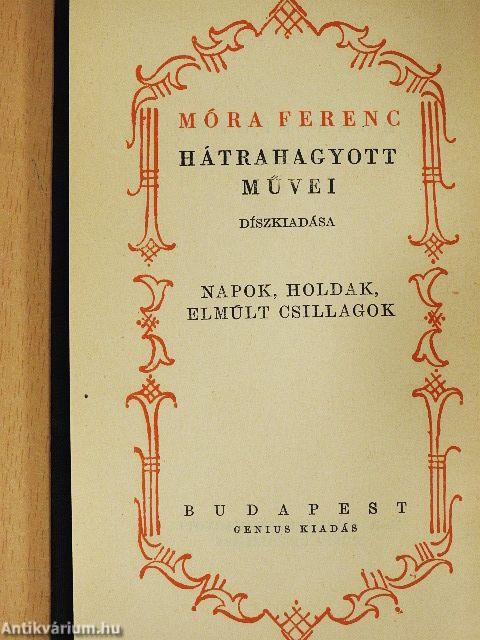 MÓRA FERENC
HÁTRAHAGYOTT
MŰVEI
DÍSZKIADÁSA
NAPOK, HOLDAK,
ELMÚLT CSILLAGOK
BUDAPEST
GENIUS KIADÁS
Antikvárium.hu